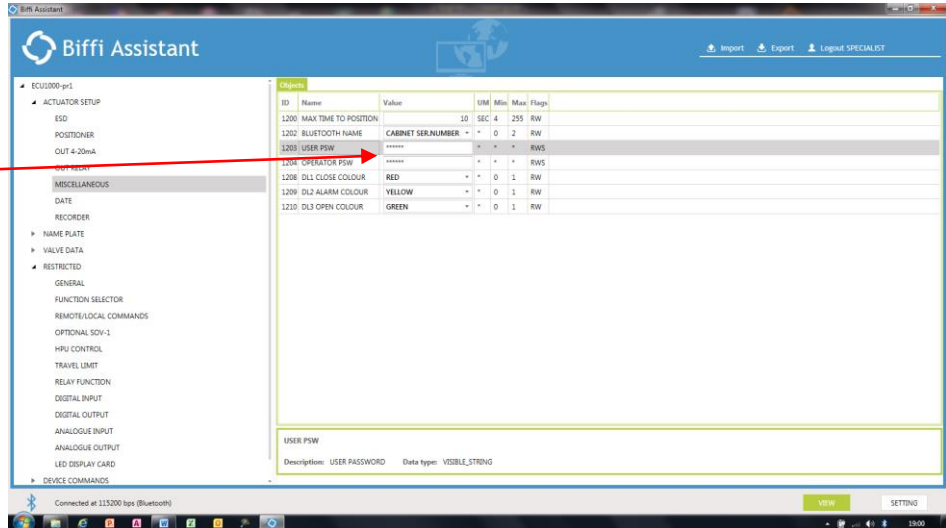 Biffi Assistant
Biffi Assistant
Import Export Logout SPECIALIST
ECU1000-pr1
ACTUATOR SETUP
ESD
POSITIONER
OUT 4-20mA
OUT RELAY
MISCELLANEOUS
DATE
RECORDER
NAME PLATE
VALVE DATA
RESTRICTED
GENERAL
FUNCTION SELECTOR
REMOTE/LOCAL COMMANDS
OPTIONAL SOV-1
HPU CONTROL
TRAVEL LIMIT
RELAY FUNCTION
DIGITAL INPUT
DIGITAL OUTPUT
ANALOGUE INPUT
ANALOGUE OUTPUT
LED DISPLAY CARD
DEVICE COMMANDS
Objects
ID Name Value UM Min Max Flags
1200 MAX TIME TO POSITION 10 SEC 4 255 RW
1202 BLUETOOTH NAME CABINET SER.NUMBER * 0 2 RW
1203 USER PSW ****** * * * RWS
1204 OPERATOR PSW ****** * * * RWS
1208 DL1 CLOSE COLOUR RED * 0 1 RW
1209 DL2 ALARM COLOUR YELLOW * 0 1 RW
1210 DL3 OPEN COLOUR GREEN * 0 1 RW
USER PSW
Description: USER PASSWORD Data type: VISIBLE_STRING
Connected at 115200 bps (Bluetooth)
VIEW SETTING
19:00